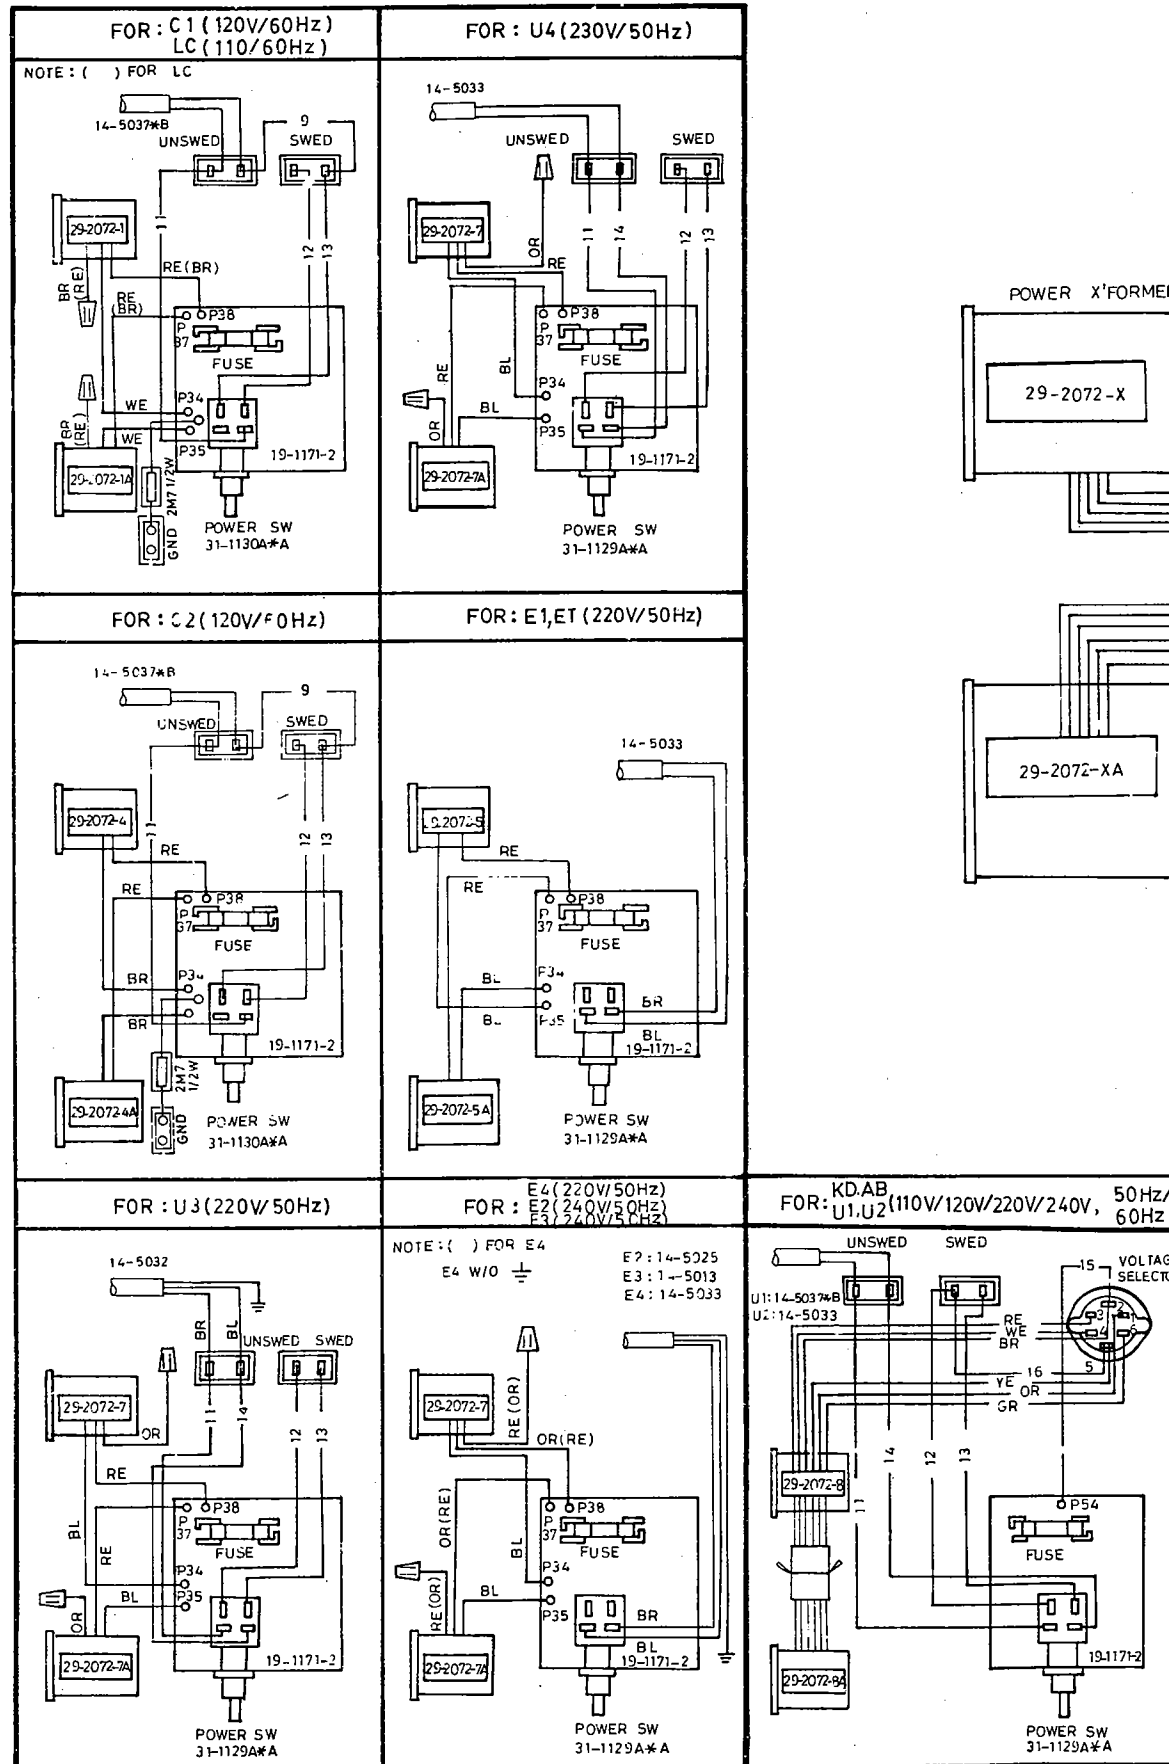 FOR: C1(120V/60Hz)
LC(110/60Hz)
NOTE:( ) FOR LC
14-5037*B
9
UNSWED
SWED
11
12
13
29-2072-1
RE(BR)
BR
(RE)
RE
(BR)
P38
P
37
FUSE
P34
WE
BR
(RE)
WE
P35
19-1171-2
29-2072-1A
2M7 1/2W
GND
POWER SW
31-1130A*A
FOR: U4(230V/50Hz)
14-5033
UNSWED
SWED
OR
11
14
12
13
29-2072-7
RE
P38
P
37
FUSE
RE
BL
P34
BL
OR
P35
19-1171-2
29-2072-7A
POWER SW
31-1129A*A
POWER X'FORMER
29-2072-X
29-2072-XA
FOR: C2(120V/60Hz)
14-5037*B
9
UNSWED
SWED
11
12
13
29-2072-4
RE
RE
P38
P
37
FUSE
P34
BR
BR
19-1171-2
2M7
1/2W
29-2072-4A
GND
POWER SW
31-1130A*A
FOR: E1,ET(220V/50Hz)
14-5033
29-2072-5
RE
RE
P38
P
37
FUSE
P34
BL
BL
P35
BR
BL
19-1171-2
29-2072-5A
POWER SW
31-1129A*A
FOR: U3(220V/50Hz)
14-5032
BR
BL
UNSWED SWED
29-2072-7
OR
11
14
12
13
RE
P38
P
37
FUSE
BL
RE
P34
P35
BL
OR
19-1171-2
29-2072-7A
POWER SW
31-1129A*A
E4(220V/50Hz)
FOR: E2(240V/50Hz)
E3(240V/50Hz)
NOTE:( ) FOR E4
E4 W/O
E2:14-5025
E3:14-5013
E4:14-5033
29-2072-7
RE(OR)
OR(RE)
OR(RE)
P38
P
37
FUSE
BL
P34
BL
P35
RE(OR)
BR
BL
19-1171-2
29-2072-7A
POWER SW
31-1129A*A
FOR: KD.AB
U1.U2 (110V/120V/220V/240V, 50Hz/
60Hz
UNSWED
SWED
15
VOLTAG
SELECTO
U1:14-5037*B
U2:14-5033
RE
WE
BR
3
2
1
4
6
5
16
YE
OR
GR
11
14
12
13
29-2072-8
P54
FUSE
19-1171-2
29-2072-8A
POWER SW
31-1129A*A